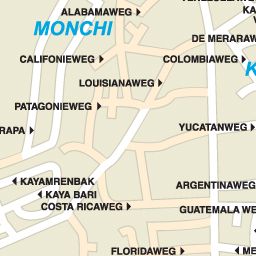 ALABAMAWEG
MONCHI
DE MERARAW
CALIFONIEWEG
COLOMBIAWEG
K
LOUISIANAWEG
PATAGONIEWEG
RAPA
YUCATANWEG
KAYAMRENBAK
ARGENTINAWEG
KAYA BARI
COSTA RICAWEG
GUATEMALA WE
FLORIDAWEG
ME